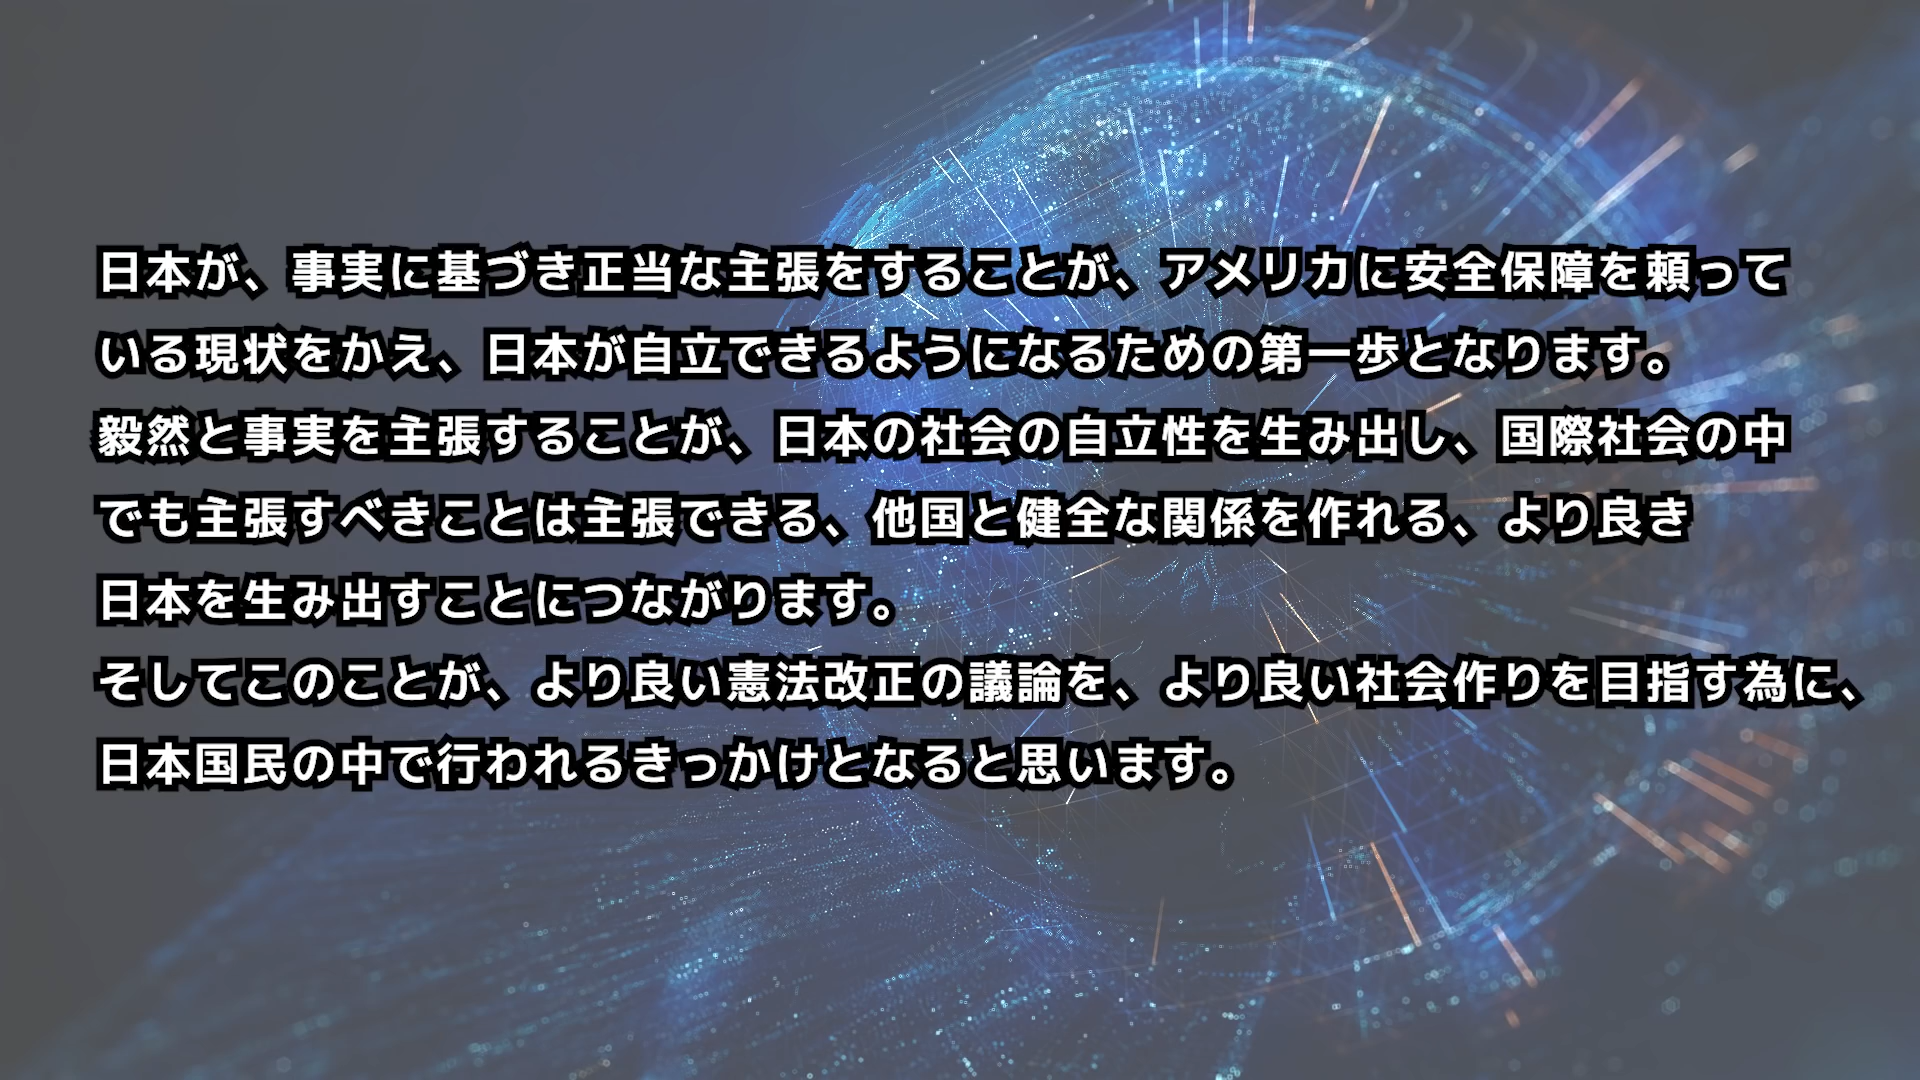 日本が、事実に基づき正当な主張をすることが、アメリカに安全保障を頼って
いる現状をかえ、日本が自立できるようになるための第一歩となります。
毅然と事実を主張することが、日本の社会の自立性を生み出し、国際社会の中
でも主張すべきことは主張できる、他国と健全な関係を作れる、より良き
日本を生み出すことにつながります。
そしてこのことが、より良い憲法改正の議論を、より良い社会作りを目指す為に、
日本国民の中で行われるきっかけとなると思います。